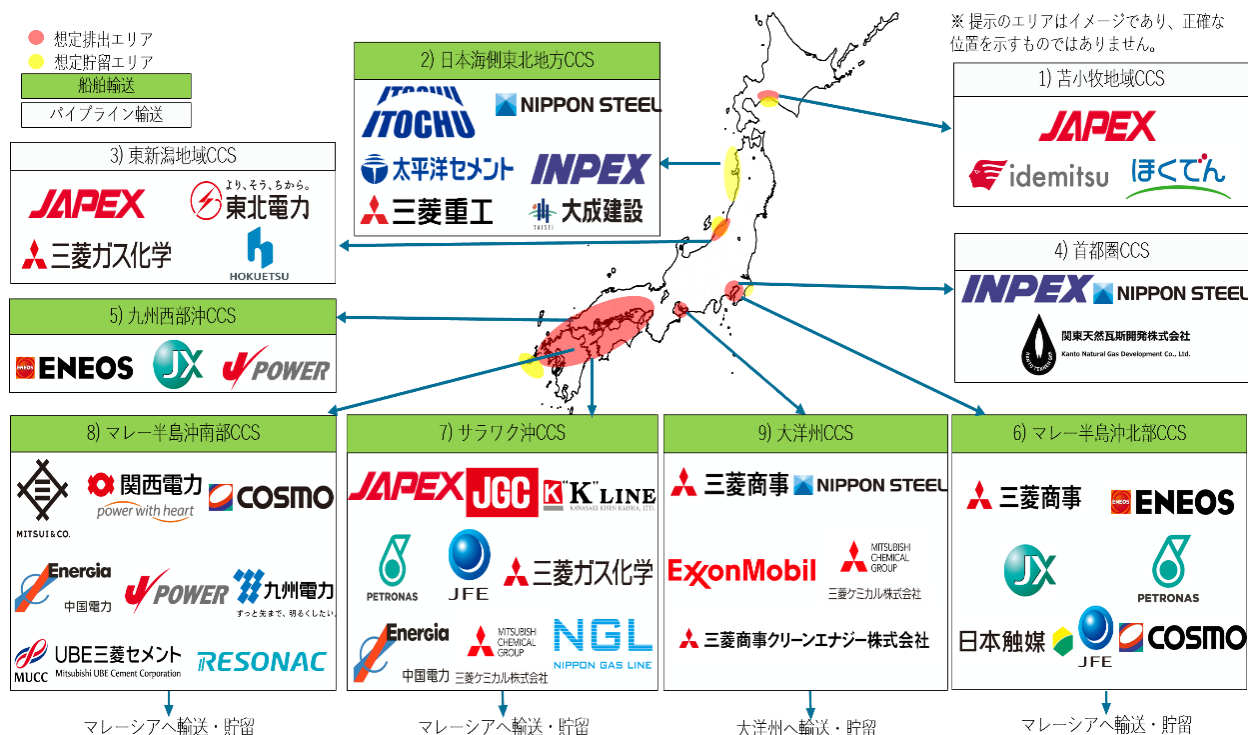 想定排出エリア
想定貯留エリア
船舶輸送
パイプライン輸送
※ 提示のエリアはイメージであり、正確な
位置を示すものではありません。
1) 苫小牧地域CCS
JAPEX
idemitsu
ほくでん
2) 日本海側東北地方CCS
ITOCHU
ITOCHU
NIPPON STEEL
太平洋セメント
INPEX
三菱重工
TAISEI
大成建設
3) 東新潟地域CCS
JAPEX
より、そう、ちから。
東北電力
三菱ガス化学
HOKUETSU
4) 首都圏CCS
INPEX
NIPPON STEEL
KANTO TENNEN GAS
関東天然瓦斯開発株式会社
Kanto Natural Gas Development Co., Ltd.
5) 九州西部沖CCS
ENEOS
JX
J POWER
8) マレー半島沖南部CCS
MITSUI & CO.
関西電力
power with heart
COSMO
Energia
中国電力
J POWER
九州電力
ずっと先まで、明るくしたい。
MUCC
UBE三菱セメント
Mitsubishi UBE Cement Corporation
RESONAC
マレーシアへ輸送・貯留
7) サラワク沖CCS
JAPEX
JGC
K "K" LINE
KAWASAKI KISEN KAISHA, LTD.
PETRONAS
JFE
三菱ガス化学
Energia
中国電力
MITSUBISHI
CHEMICAL
GROUP
三菱ケミカル株式会社
NGL
NIPPON GAS LINE
マレーシアへ輸送・貯留
9) 大洋州CCS
三菱商事
NIPPON STEEL
ExxonMobil
MITSUBISHI
CHEMICAL
GROUP
三菱ケミカル株式会社
三菱商事クリーンエナジー株式会社
大洋州へ輸送・貯留
6) マレー半島沖北部CCS
三菱商事
ENEOS
JX
PETRONAS
日本触媒
JFE
COSMO
マレーシアへ輸送・貯留